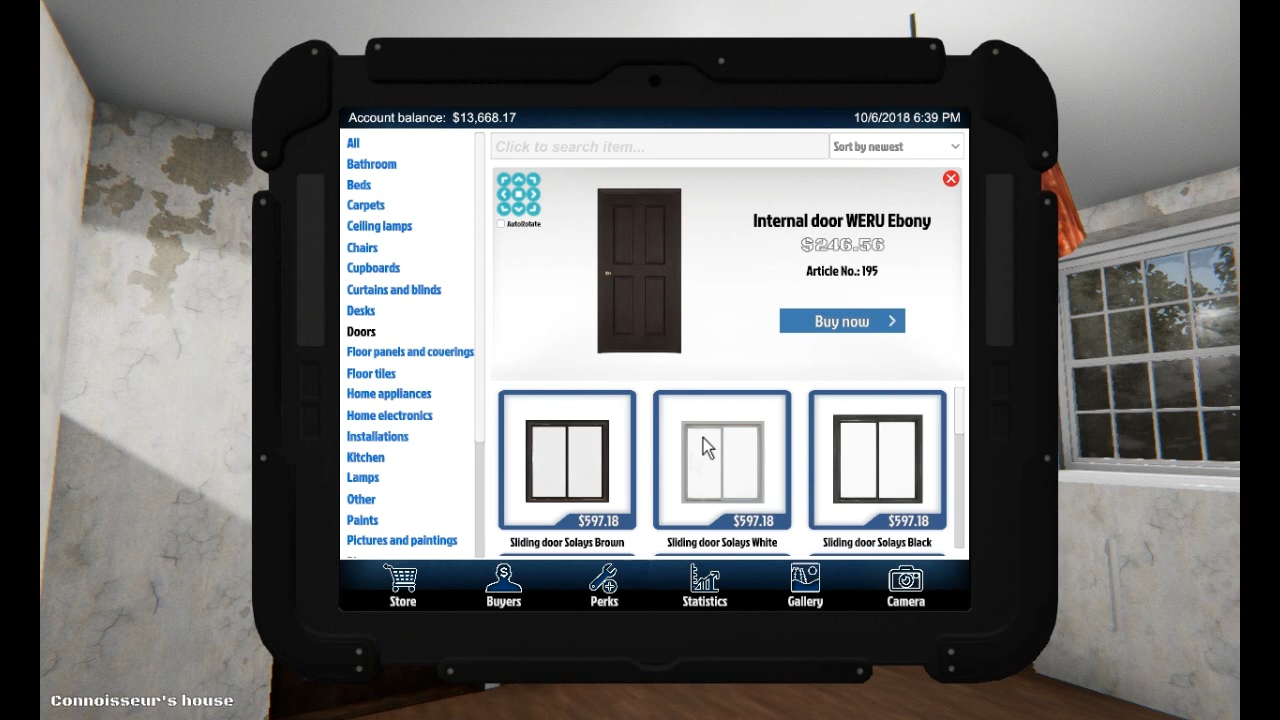 Account balance: $13,668.17
10/6/2018 6:39 PM
All
Bathroom
Beds
Carpets
Ceiling lamps
Chairs
Cupboards
Curtains and blinds
Desks
Doors
Floor panels and coverings
Floor tiles
Home appliances
Home electronics
Installations
Kitchen
Lamps
Other
Paints
Pictures and paintings
Click to search item...
Sort by newest
AutoRotate
Internal door WERU Ebony
$246.56
Article No.: 195
Buy now
$597.18
$597.18
$597.18
Sliding door Solays Brown
Sliding door Solays White
Sliding door Solays Black
Store
Buyers
Perks
Statistics
Gallery
Camera
Connoisseur's house